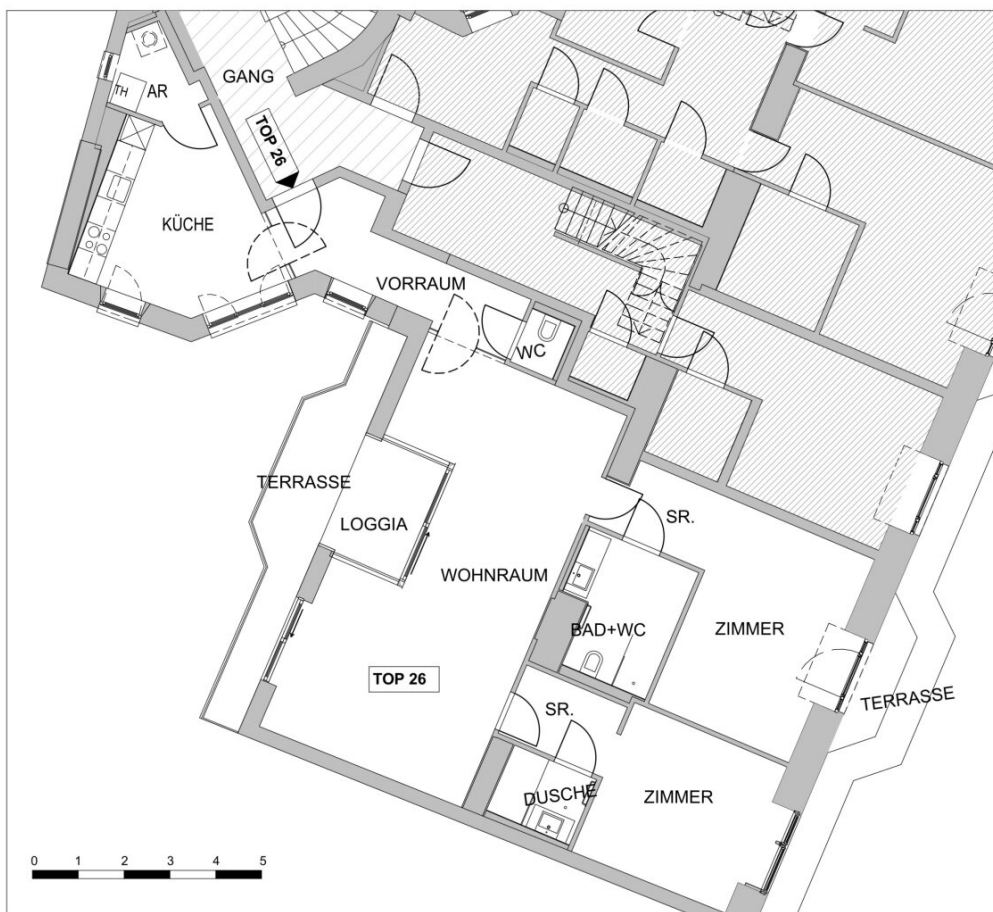 GANG
TH
AR
TOP 26
KÜCHE
VORRAUM
WC
TERRASSE
LOGGIA
SR.
WOHNRAUM
BAD+WC
ZIMMER
TOP 26
TERRASSE
SR.
DUSCHE
ZIMMER
0 1 2 3 4 5